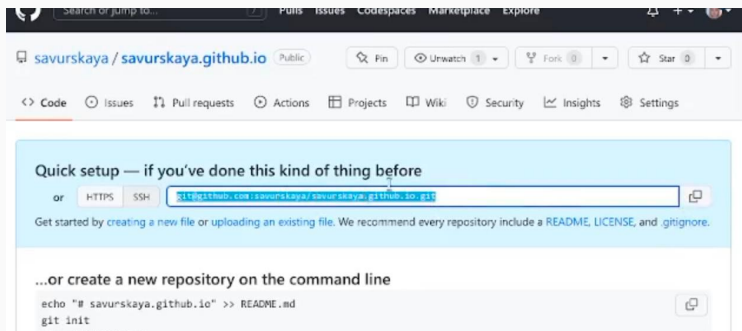 Search or jump to... / Pulls Issues Codespaces Marketplace Explore
savurskaya / savurskaya.github.io Public Pin Unwatch 1 Fork 0 Star 0
<> Code Issues Pull requests Actions Projects Wiki Security Insights Settings
Quick setup — if you've done this kind of thing before
or HTTPS SSH git@github.com:savurskaya/savurskaya.github.io.git
Get started by creating a new file or uploading an existing file. We recommend every repository include a README, LICENSE, and .gitignore.
...or create a new repository on the command line
echo "# savurskaya.github.io" >> README.md
git init